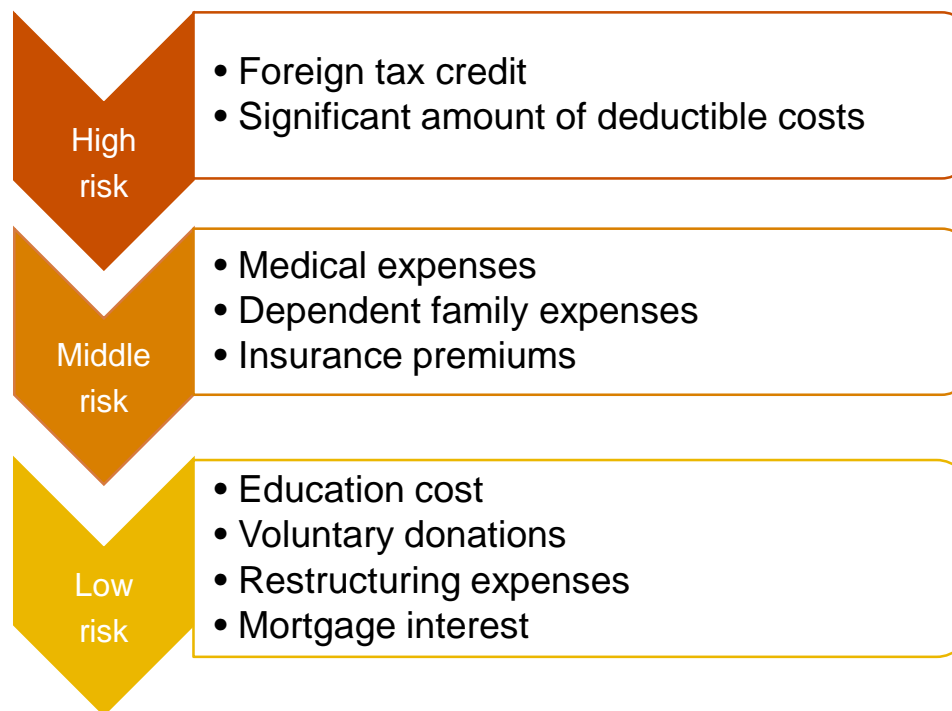 High
risk
• Foreign tax credit
• Significant amount of deductible costs
Middle
risk
• Medical expenses
• Dependent family expenses
• Insurance premiums
Low
risk
• Education cost
• Voluntary donations
• Restructuring expenses
• Mortgage interest